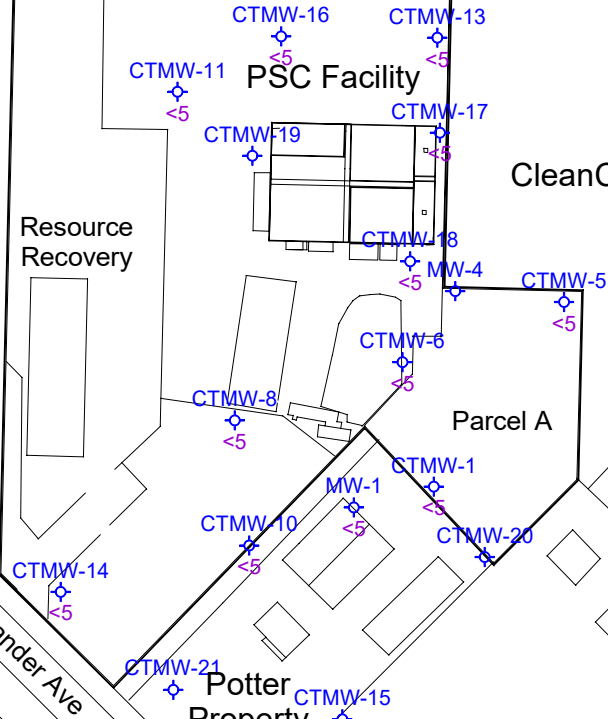 CTMW-16
CTMW-13
<5
<5
CTMW-11
PSC Facility
<5
CTMW-17
CTMW-19
<5
CleanC
Resource
Recovery
CTMW-18
<5
MW-4
CTMW-5
<5
CTMW-6
<5
CTMW-8
<5
Parcel A
CTMW-1
<5
MW-1
<5
CTMW-10
<5
CTMW-20
CTMW-14
<5
ander Ave
CTMW-21
Potter
Property
CTMW-15